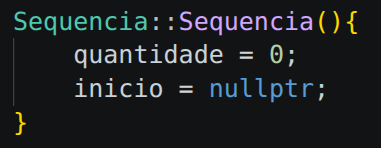 Sequencia::Sequencia(){
    quantidade = 0;
    inicio = nullptr;
}